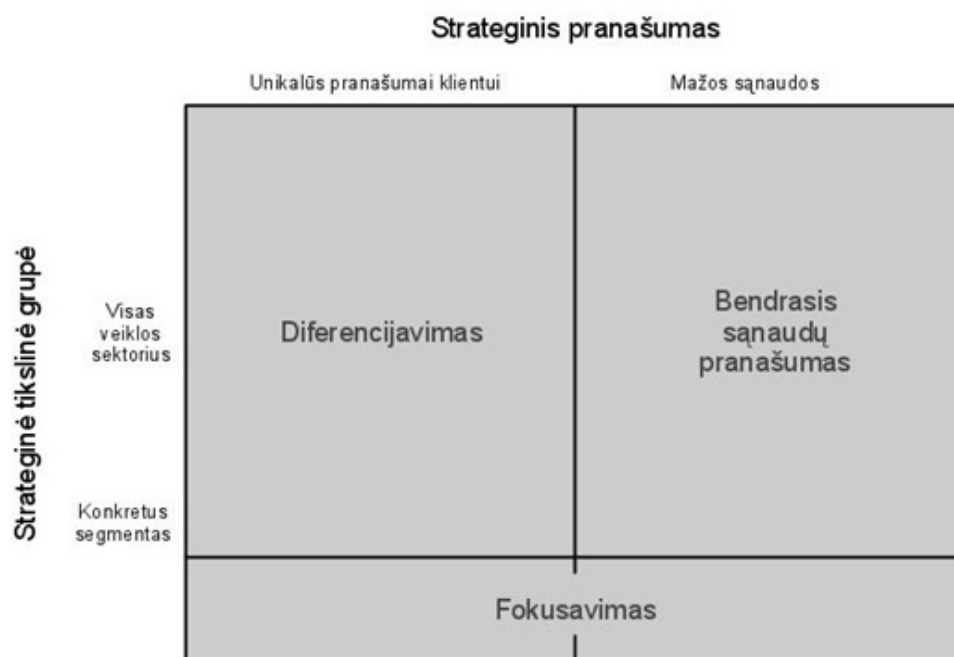 Strateginis pranašumas
Unikalūs pranašumai klientui
Mažos sąnaudos
Strateginė tikslinė grupė
Visas
veiklos
sektorius
Diferencijavimas
Bendrasis
sąnaudų
pranašumas
Konkretus
segmentas
Fokusavimas